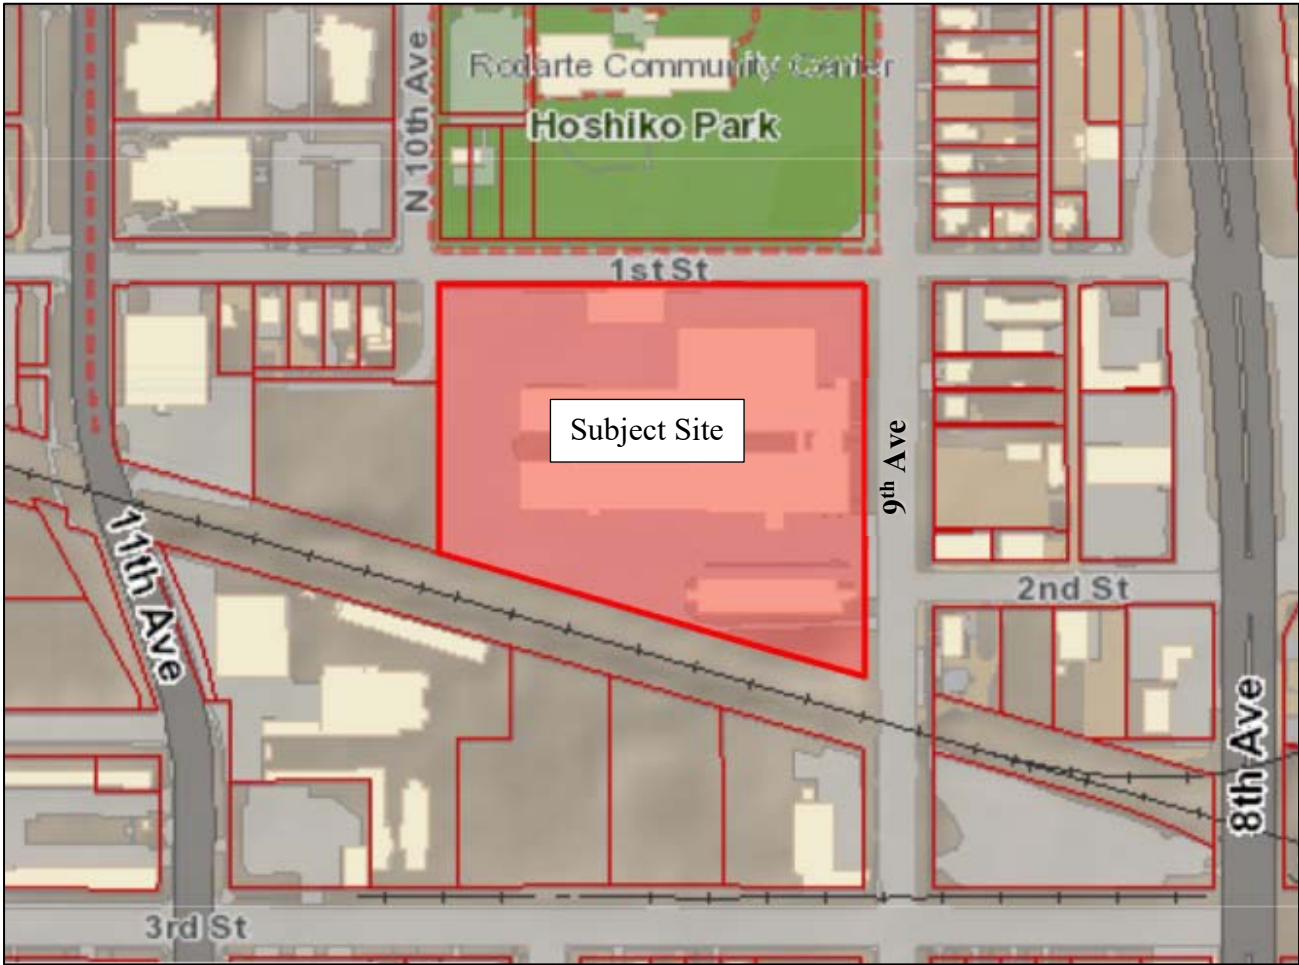 N 10th Ave
Rodarte Community Center
Hoshiko Park
1st St
Subject Site
9th Ave
11th Ave
2nd St
8th Ave
3rd St